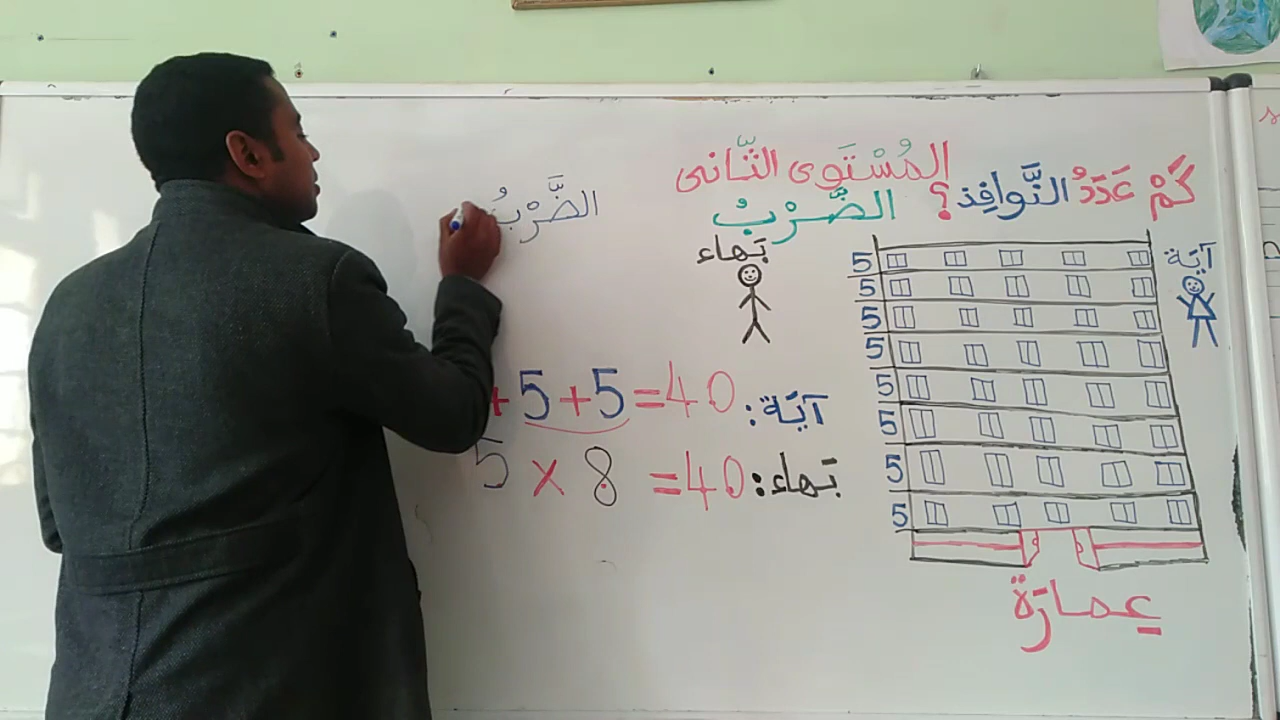 المُسْتَوى الثّانى
كَمْ عَدَدُ النَّوافِذ؟
الضَّرْبْ
الضَّرْبُ
بَهاء
آيَة
5
5
5
5
5
5
5
5
آيَة: + 5 + 5 = 40
بَهاء: 5 × 8 = 40
عِمارَة